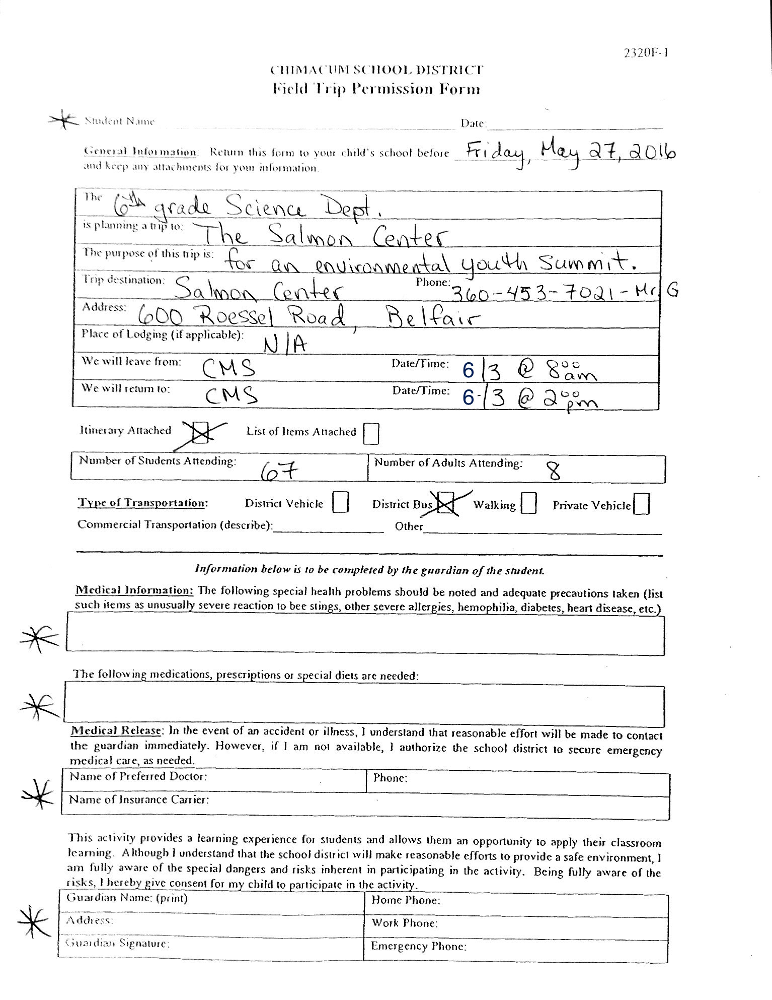 2320F-1
CHIMACUM SCHOOL DISTRICT
Field Trip Permission Form
Student Name Date:
General Information: Return this form to your child's school before Friday, May 27, 2016
and keep any attachments for your information.
The 6th grade Science Dept.
is planning a trip to: The Salmon Center
The purpose of this trip is: for an environmental youth summit.
Trip destination: Salmon Center Phone: 360-453-7021 - Mr. G
Address: 600 Roessel Road, Belfair
Place of Lodging (if applicable): N/A
We will leave from: CMS Date/Time: 6/3 @ 8:00 am
We will return to: CMS Date/Time: 6/3 @ 2:00 pm
Itinerary Attached List of Items Attached
Number of Students Attending: 67 Number of Adults Attending: 8
Type of Transportation: District Vehicle District Bus Walking Private Vehicle
Commercial Transportation (describe): Other
Information below is to be completed by the guardian of the student.
Medical Information: The following special health problems should be noted and adequate precautions taken (list
such items as unusually severe reaction to bee stings, other severe allergies, hemophilia, diabetes, heart disease, etc.)
The following medications, prescriptions or special diets are needed:
Medical Release: In the event of an accident or illness, I understand that reasonable effort will be made to contact
the guardian immediately. However, if I am not available, I authorize the school district to secure emergency
medical care, as needed.
Name of Preferred Doctor: Phone:
Name of Insurance Carrier:
This activity provides a learning experience for students and allows them an opportunity to apply their classroom
learning. Although I understand that the school district will make reasonable efforts to provide a safe environment, I
am fully aware of the special dangers and risks inherent in participating in the activity. Being fully aware of the
risks, I hereby give consent for my child to participate in the activity.
Guardian Name: (print) Home Phone:
Address: Work Phone:
Guardian Signature: Emergency Phone: